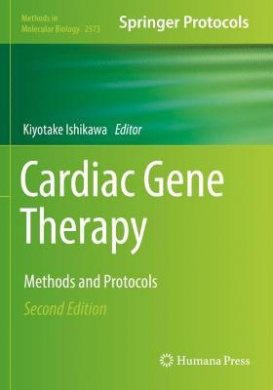 Methods in
Molecular Biology 2573
Springer Protocols
Kiyotake Ishikawa Editor
Cardiac Gene
Therapy
Methods and Protocols
Second Edition
Humana Press